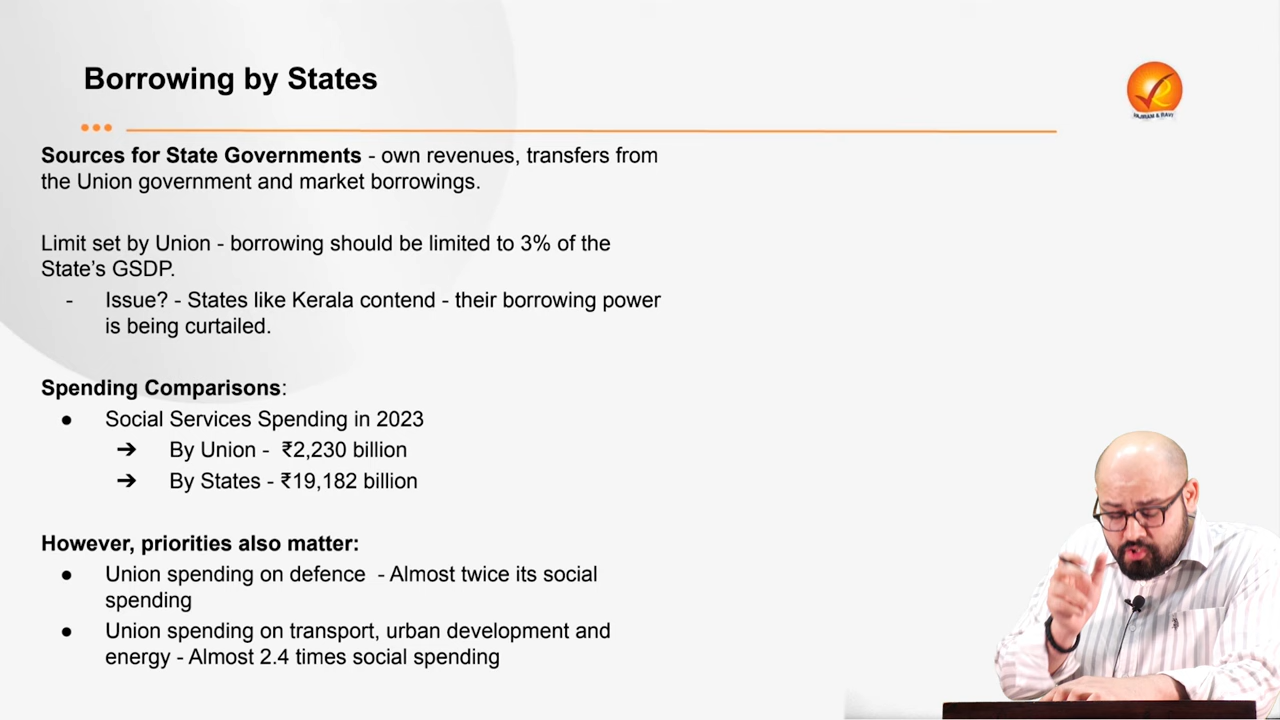 Borrowing by States
VAJIRAM & RAVI
Sources for State Governments - own revenues, transfers from
the Union government and market borrowings.
Limit set by Union - borrowing should be limited to 3% of the
State’s GSDP.
- Issue? - States like Kerala contend - their borrowing power
is being curtailed.
Spending Comparisons:
● Social Services Spending in 2023
➔ By Union - ₹2,230 billion
➔ By States - ₹19,182 billion
However, priorities also matter:
● Union spending on defence - Almost twice its social
spending
● Union spending on transport, urban development and
energy - Almost 2.4 times social spending